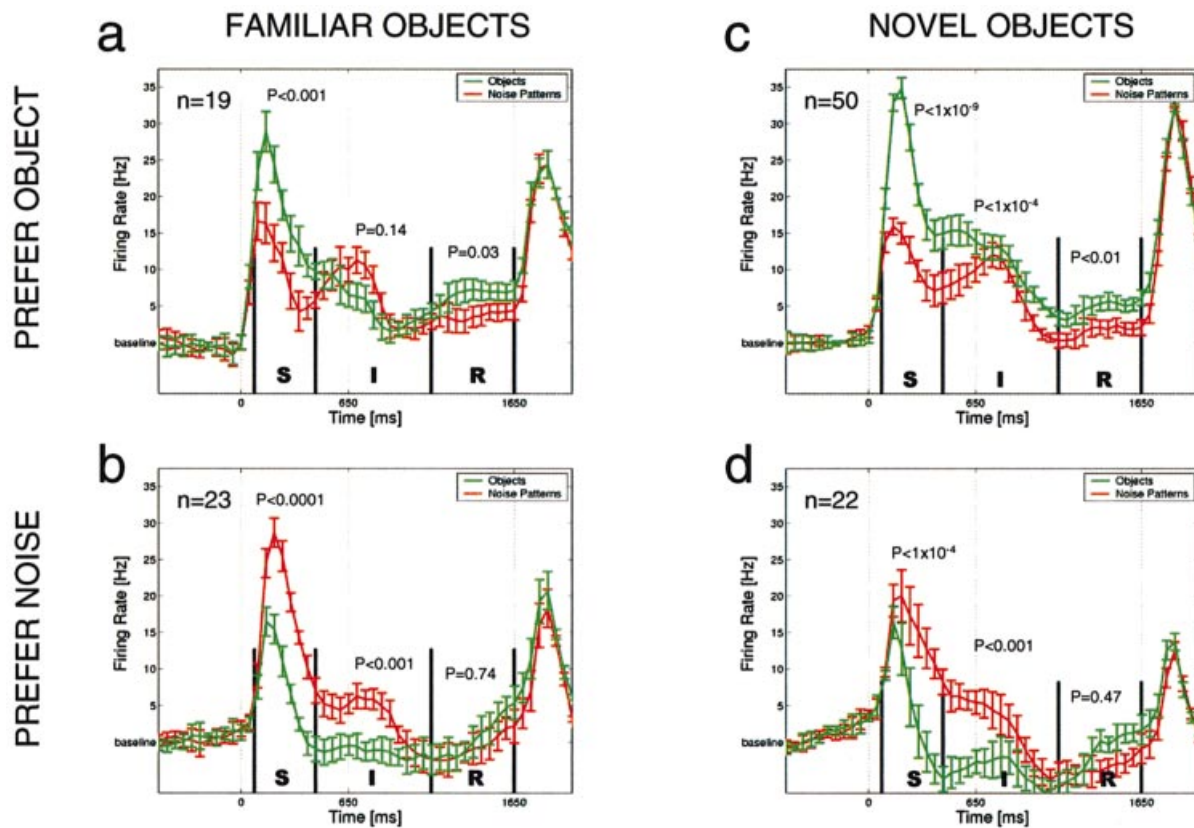 FAMILIAR OBJECTS
NOVEL OBJECTS
PREFER OBJECT
a
35
30
25
20
15
10
5
baseline
Firing Rate [Hz]
n=19
P<0.001
P=0.14
P=0.03
Objects
Noise Patterns
S
I
R
0
650
1650
Time [ms]
c
35
30
25
20
15
10
5
baseline
Firing Rate [Hz]
n=50
P<1x10⁻⁹
P<1x10⁻⁴
P<0.01
Objects
Noise Patterns
S
I
R
0
650
1650
Time [ms]
PREFER NOISE
b
35
30
25
20
15
10
5
baseline
Firing Rate [Hz]
n=23
P<0.0001
P<0.001
P=0.74
Objects
Noise Patterns
S
I
R
0
650
1650
Time [ms]
d
35
30
25
20
15
10
5
baseline
Firing Rate [Hz]
n=22
P<1x10⁻⁴
P<0.001
P=0.47
Objects
Noise Patterns
S
I
R
0
650
1650
Time [ms]